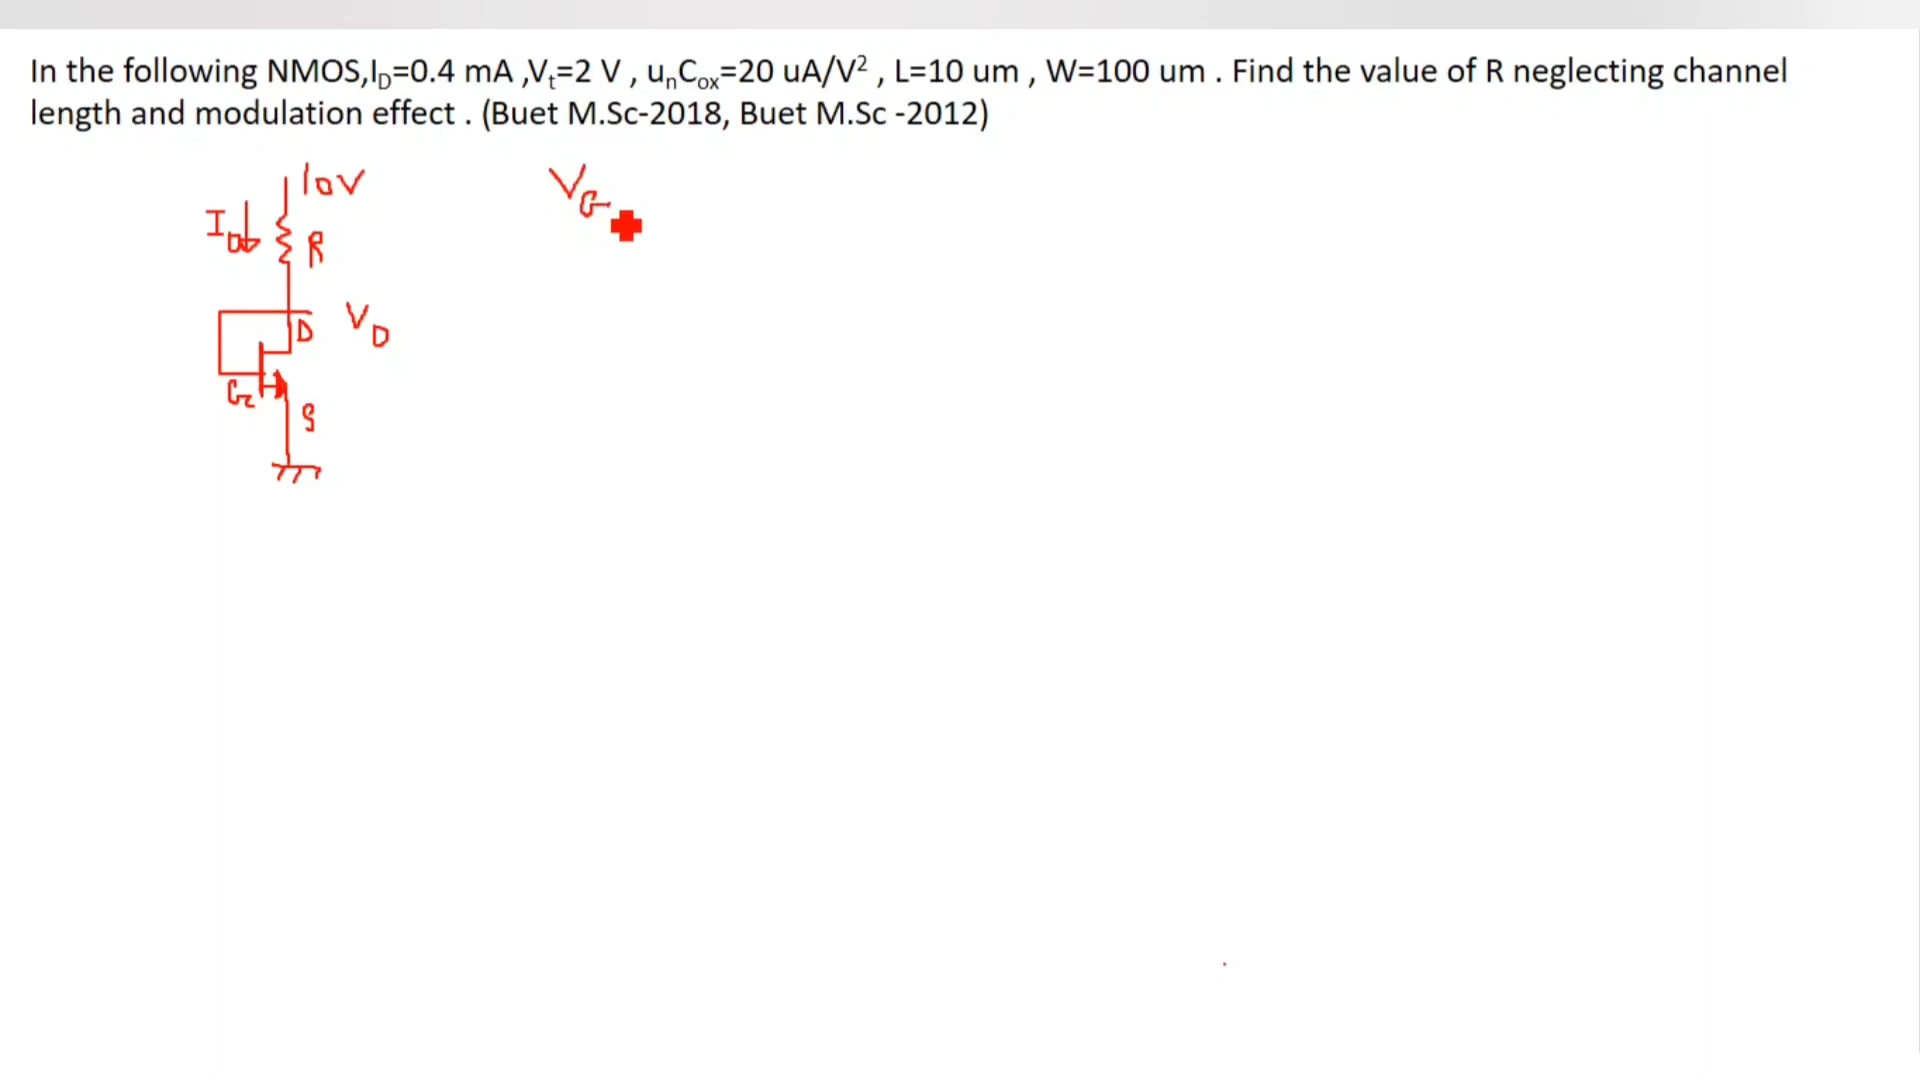 In the following NMOS,I_D=0.4 mA ,V_t=2 V , u_nC_ox=20 uA/V² , L=10 um , W=100 um . Find the value of R neglecting channel
length and modulation effect . (Buet M.Sc-2018, Buet M.Sc -2012)
10V
V_G
I_D
R
D
V_D
G
S